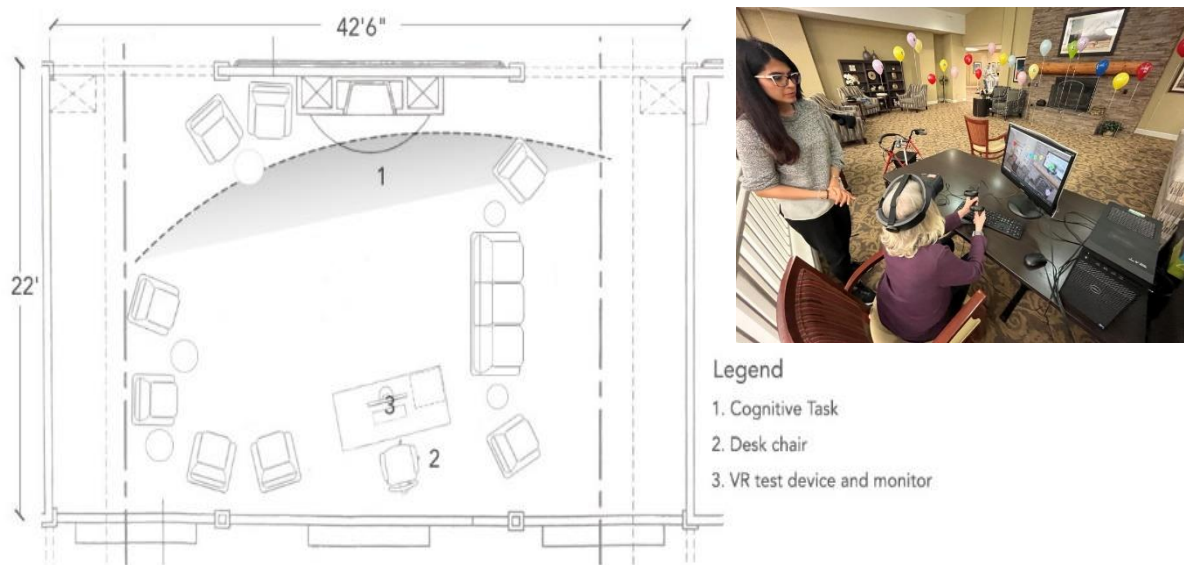 42'6"
1
22'
3
2
Legend
1. Cognitive Task
2. Desk chair
3. VR test device and monitor